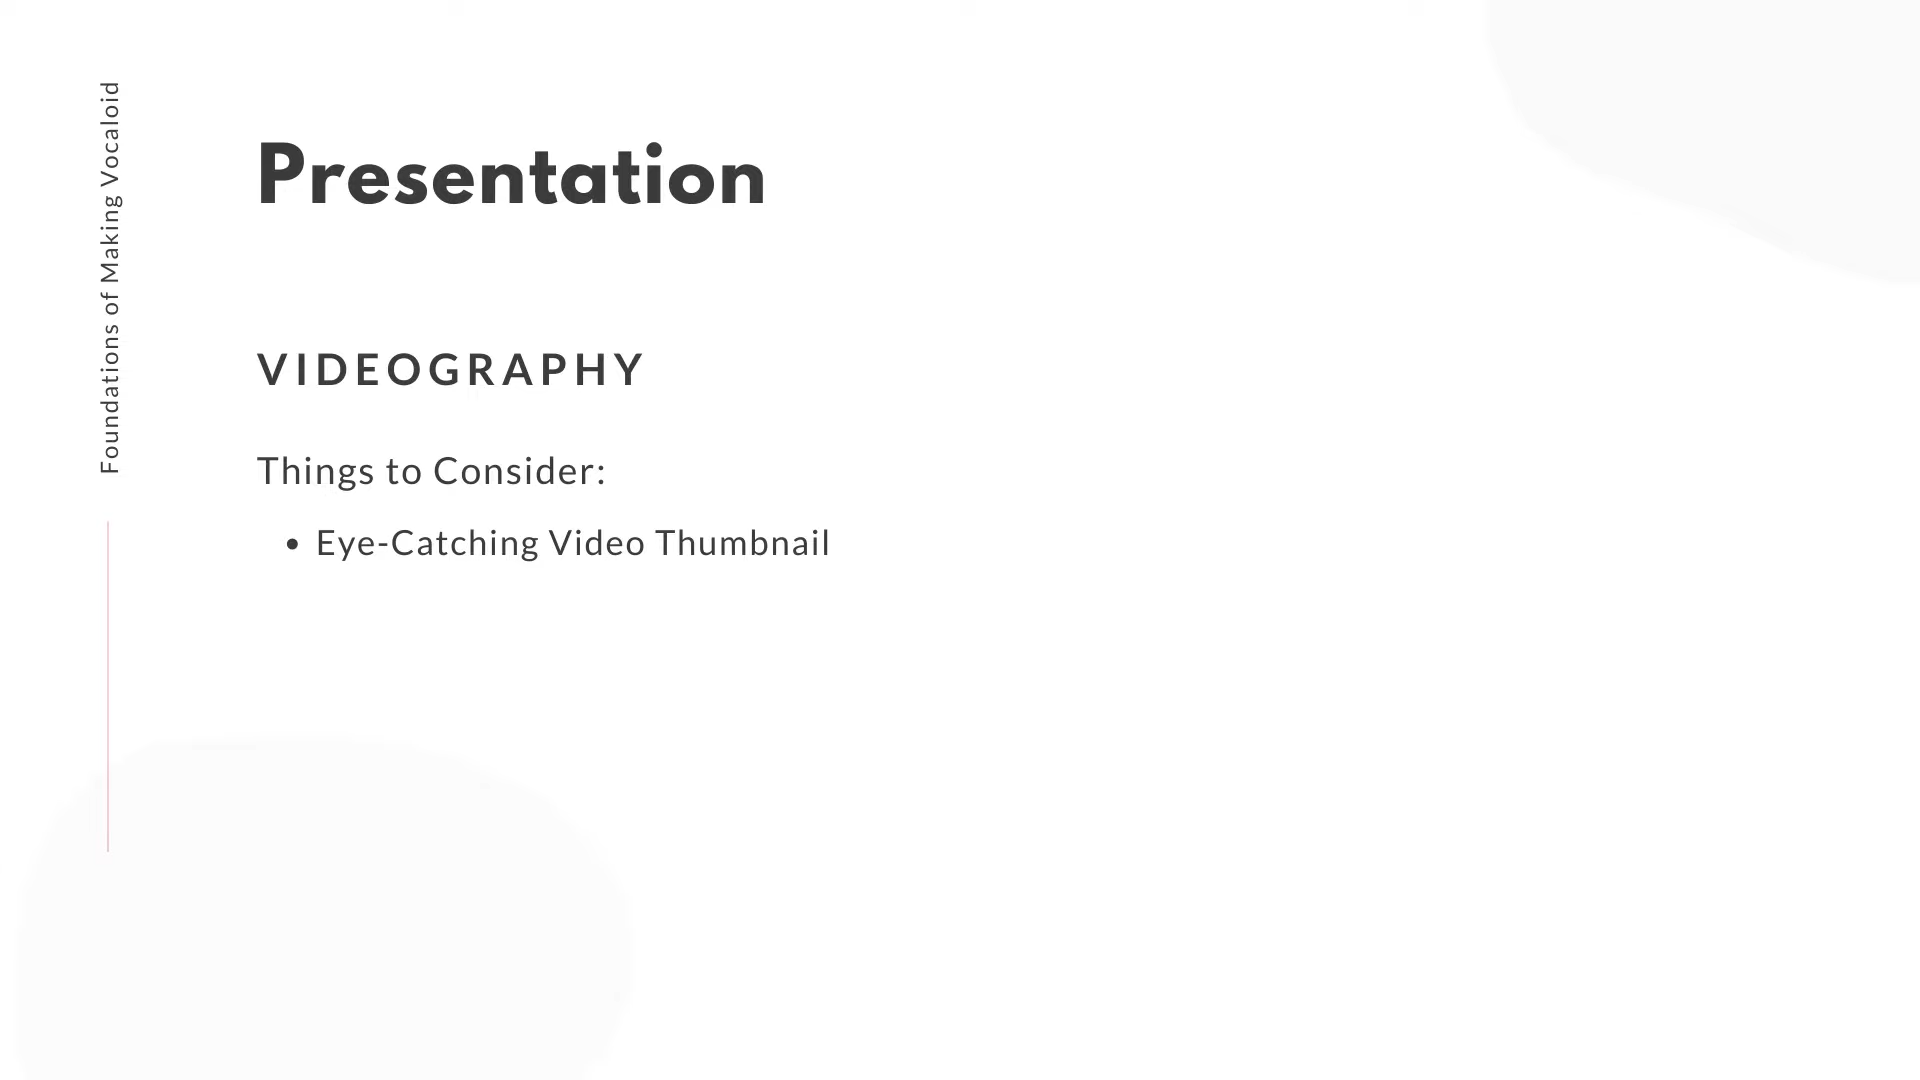 Foundations of Making Vocaloid
Presentation
VIDEOGRAPHY
Things to Consider:
• Eye-Catching Video Thumbnail